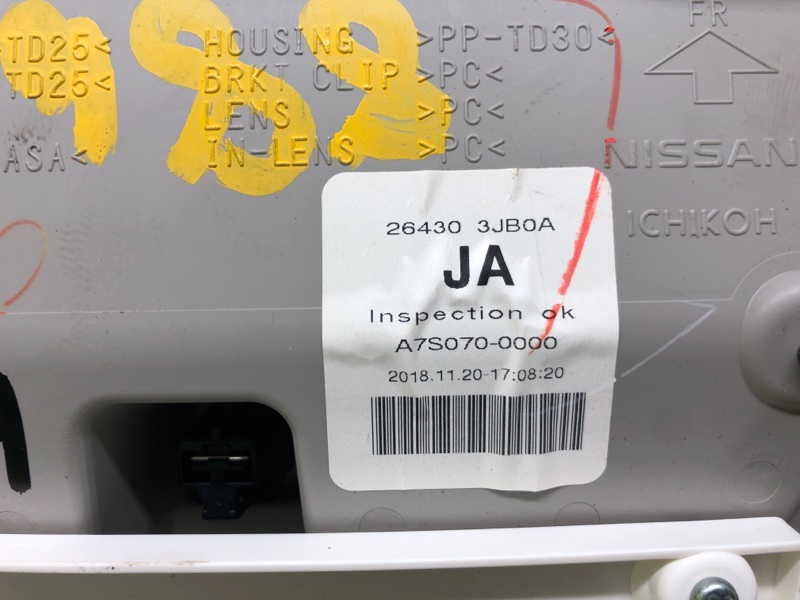 TD25< HOUSING >PP-TD30<
TD25< BRKT CLIP >PC<
LENS >PC<
ASA< IN-LENS >PC<
FR
NISSAN
ICHIKOH
988
26430 3JB0A
JA
Inspection ok
A7S070-0000
2018.11.20-17:08:20